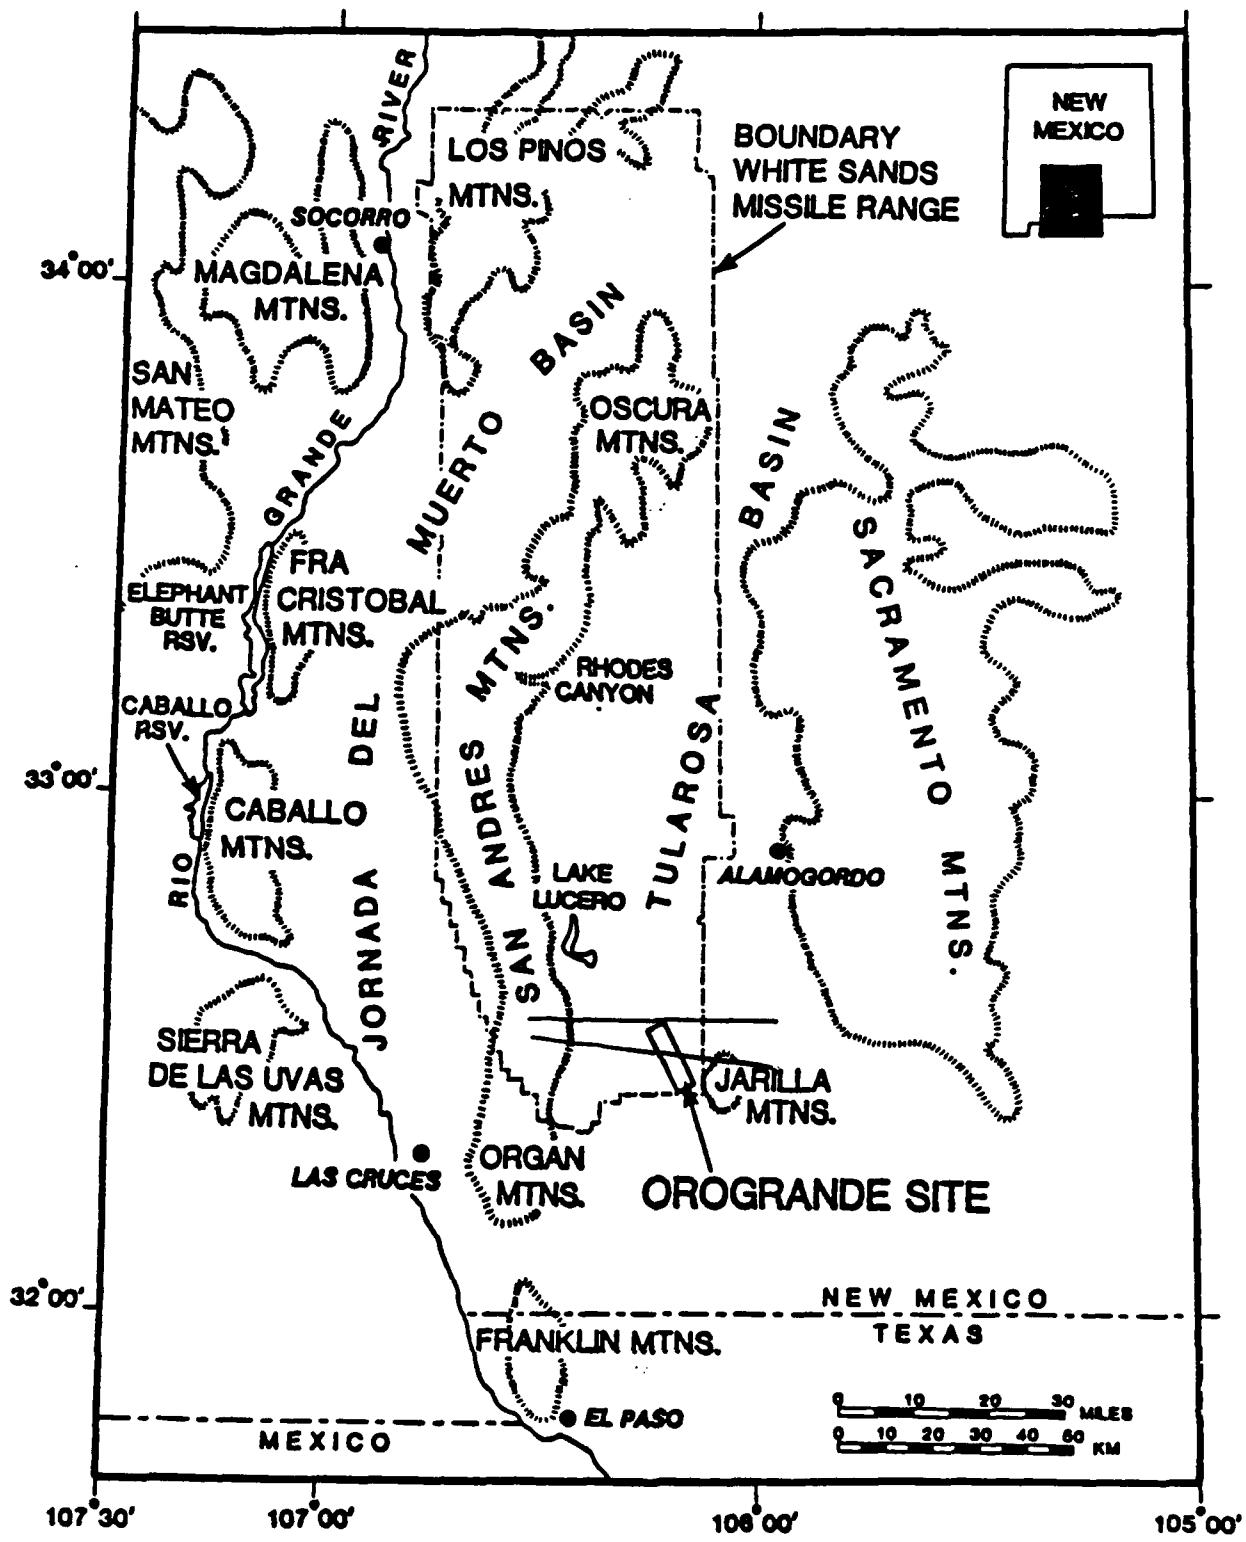 RIVER
NEW
MEXICO
LOS PINOS
MTNS.
BOUNDARY
WHITE SANDS
MISSILE RANGE
SOCORRO
34°00'
MAGDALENA
MTNS.
BASIN
SAN
MATEO
MTNS.
OSCURA
MTNS.
GRANDE
MUERTO
BASIN
SACRAMENTO
FRA
CRISTOBAL
MTNS.
ELEPHANT
BUTTE
RSV.
MTNS.
RHODES
CANYON
CABALLO
RSV.
DEL
TULAROSA
33°00'
ANDRES
CABALLO
MTNS.
RIO
LAKE
LUCERO
ALAMOGORDO
MTNS.
JORNADA
SAN
SIERRA
DE LAS UVAS
MTNS.
JARILLA
MTNS.
LAS CRUCES
ORGAN
MTNS.
OROGRANDE SITE
32°00'
NEW MEXICO
TEXAS
FRANKLIN MTNS.
EL PASO
MEXICO
0 10 20 30 MILES
0 10 20 30 40 50 KM
107°30'
107°00'
106°00'
105°00'